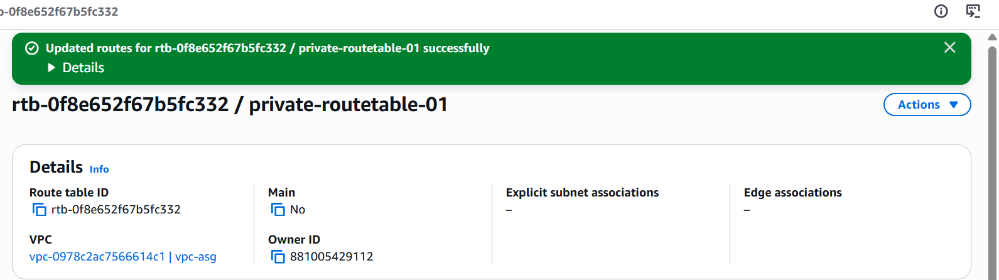 b-0f8e652f67b5fc332
Updated routes for rtb-0f8e652f67b5fc332 / private-routetable-01 successfully
Details
rtb-0f8e652f67b5fc332 / private-routetable-01
Actions
Details Info
Route table ID
rtb-0f8e652f67b5fc332
Main
No
Explicit subnet associations
–
Edge associations
–
VPC
vpc-0978c2ac7566614c1 | vpc-asg
Owner ID
881005429112